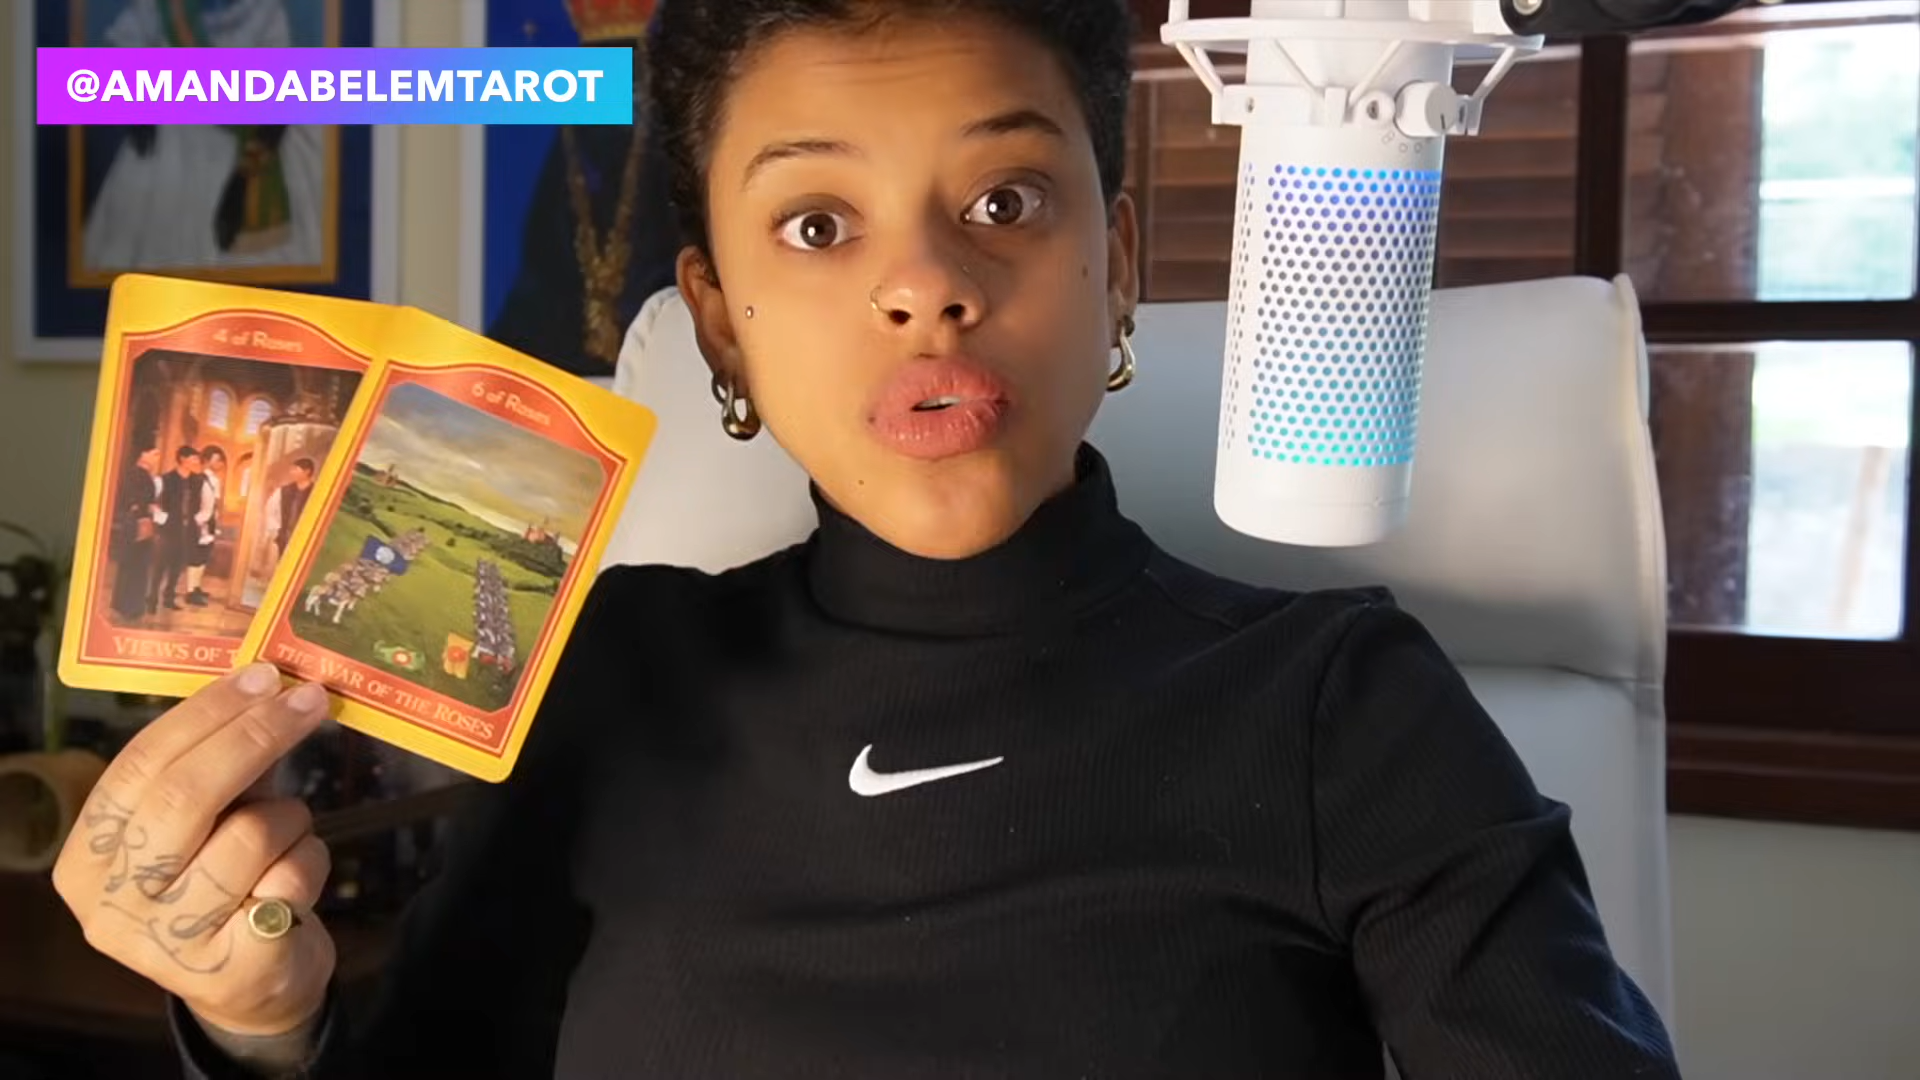 @AMANDABELEMTAROT
4 of Roses
6 of Roses
VIEWS OF
THE WAR OF THE ROSES